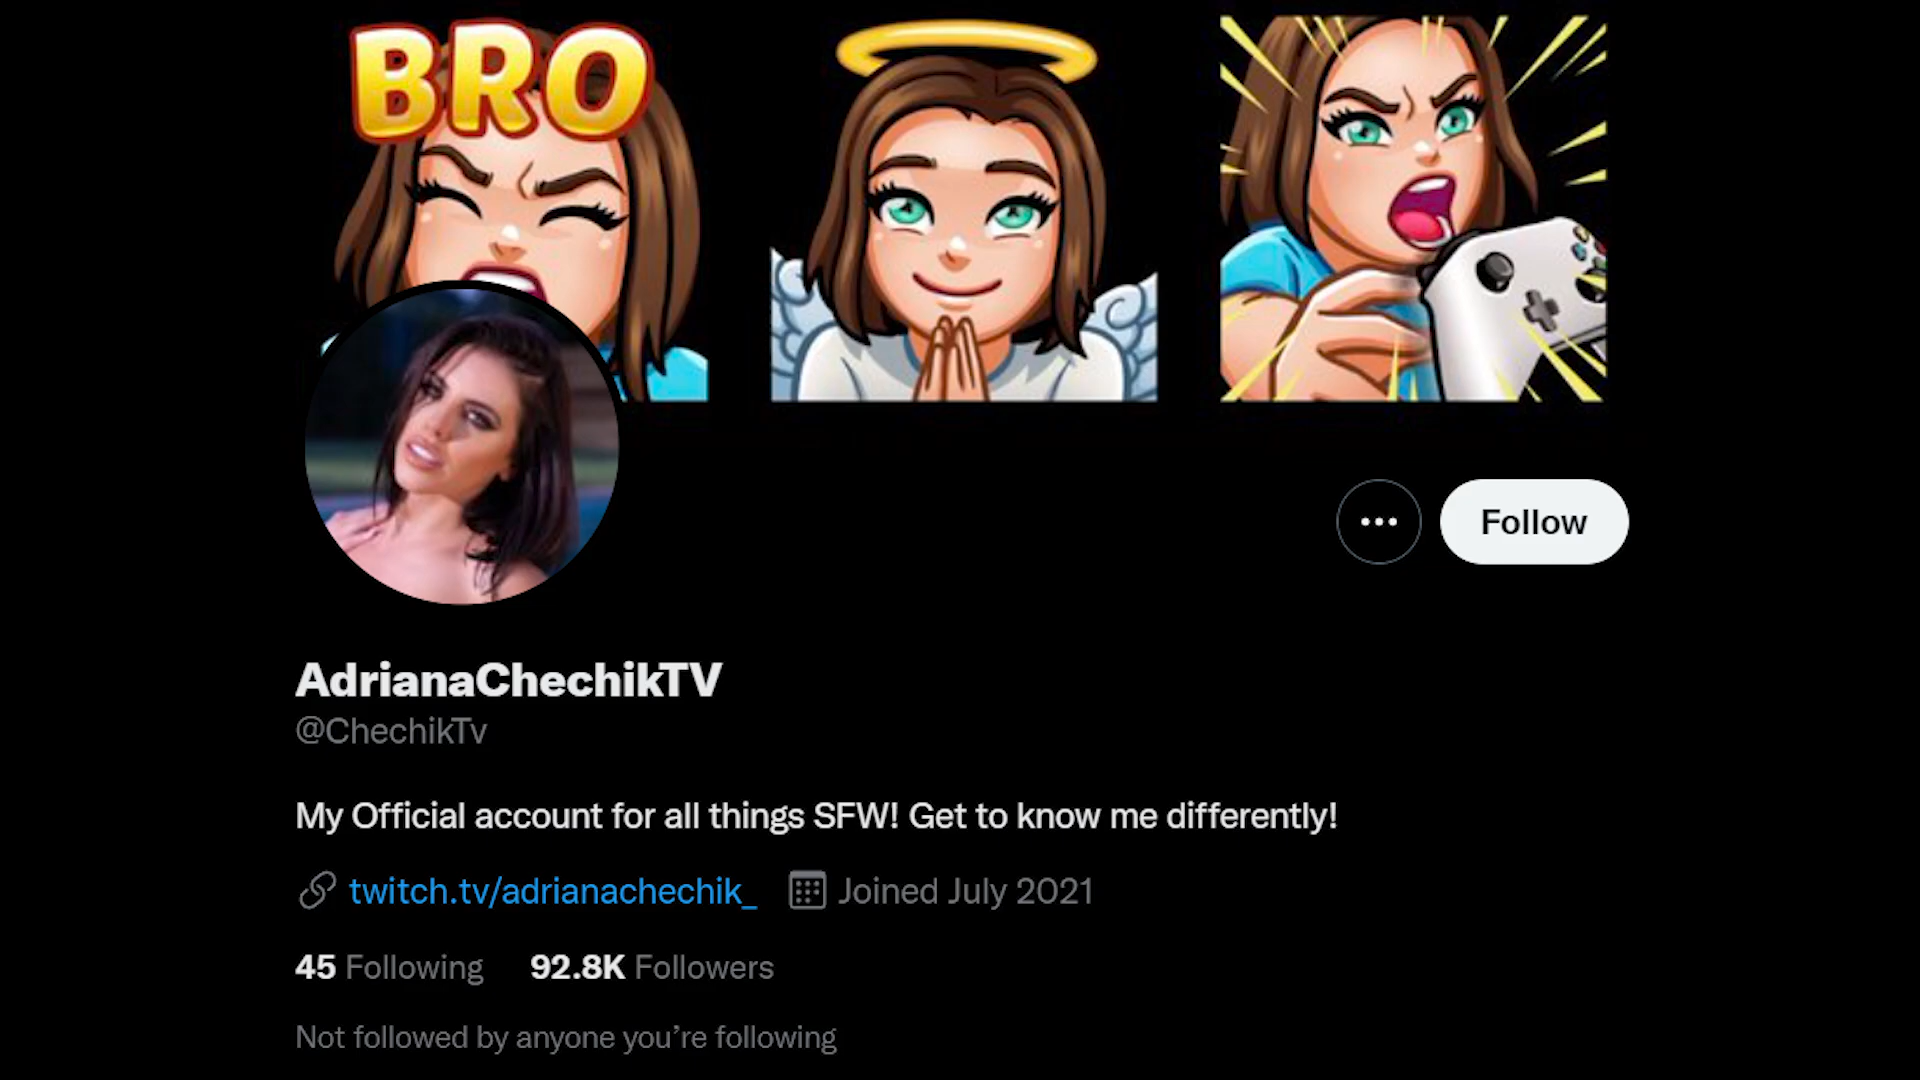 BRO
Follow
AdrianaChechikTV
@ChechikTv
My Official account for all things SFW! Get to know me differently!
twitch.tv/adrianachechik_ Joined July 2021
45 Following 92.8K Followers
Not followed by anyone you’re following